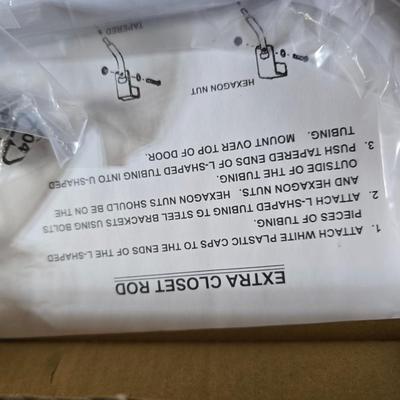 EXTRA CLOSET ROD
1. ATTACH WHITE PLASTIC CAPS TO THE ENDS OF THE L-SHAPED
PIECES OF TUBING.
2. ATTACH L-SHAPED TUBING TG STEEL BRACKETS USING BOLTS
AND HEXAGON NUTS. HEXAGON NUTS SHOULD BE ON THE
OUTSIDE OF THE TUBING.
3. PUSH TAPERED ENDS OF L-SHAPED TUBING INTO U-SHAPED
TUBING. MOUNT OVER TOP OF DOOR.
HEXAGON NUT
TAPERED